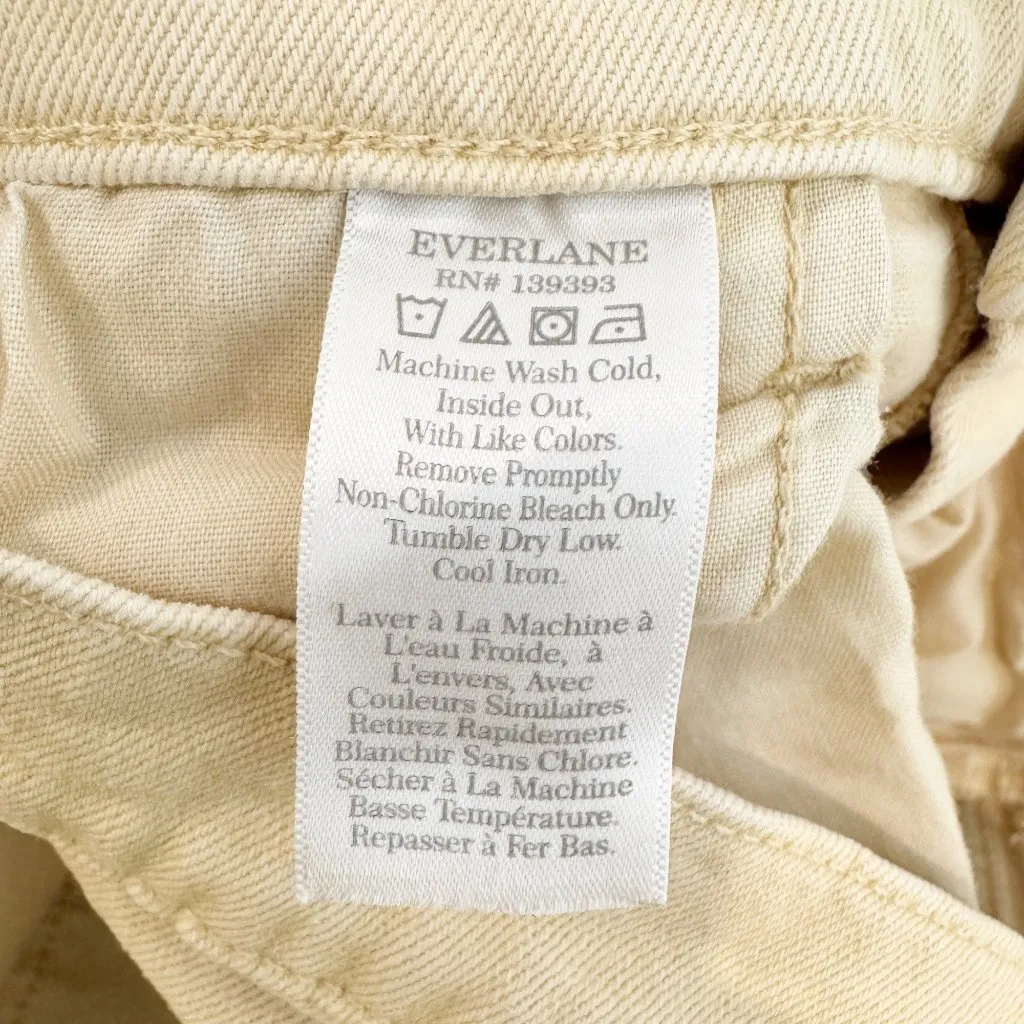 EVERLANE
RN# 139393
Machine Wash Cold,
Inside Out,
With Like Colors.
Remove Promptly
Non-Chlorine Bleach Only.
Tumble Dry Low.
Cool Iron.
Laver à La Machine à
L'eau Froide, à
L'envers, Avec
Couleurs Similaires.
Retirez Rapidement
Blanchir Sans Chlore.
Sécher à La Machine
Basse Température.
Repasser à Fer Bas.